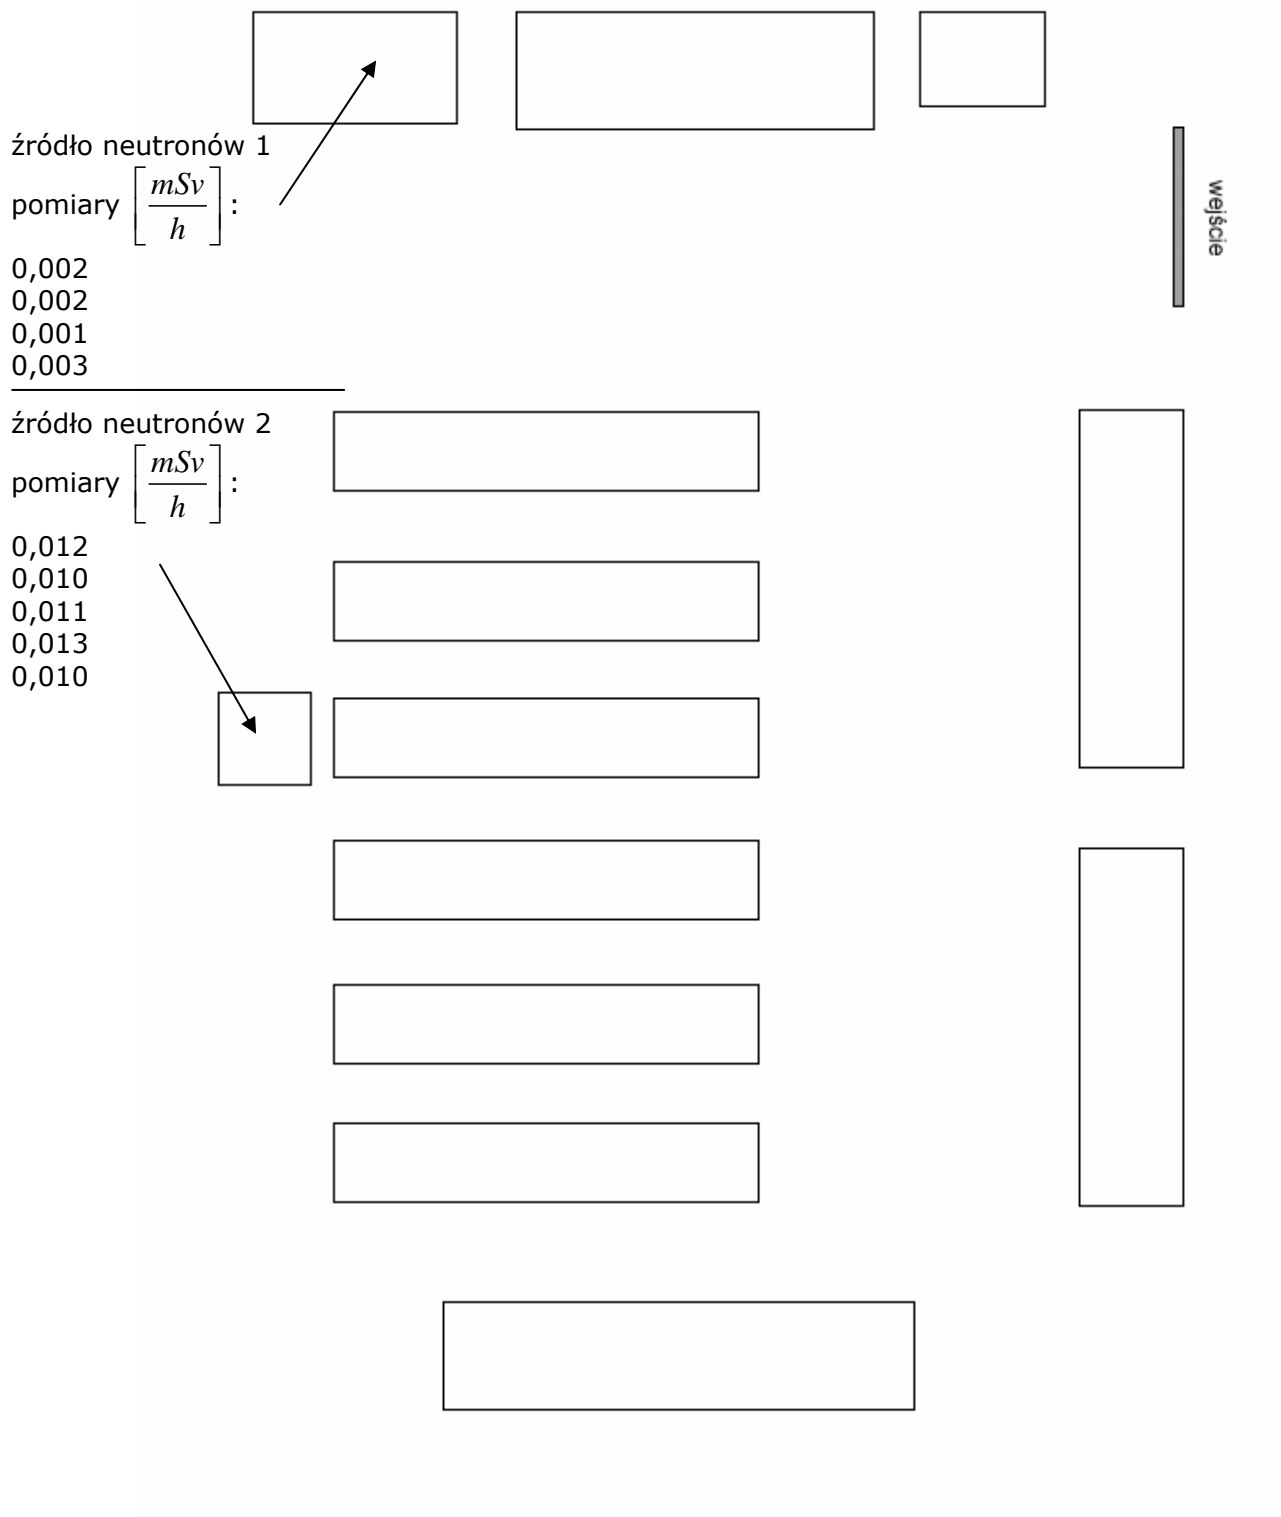 źródło neutronów 1
pomiary [mSv/h]:
0,002
0,002
0,001
0,003
źródło neutronów 2
pomiary [mSv/h]:
0,012
0,010
0,011
0,013
0,010
wejście